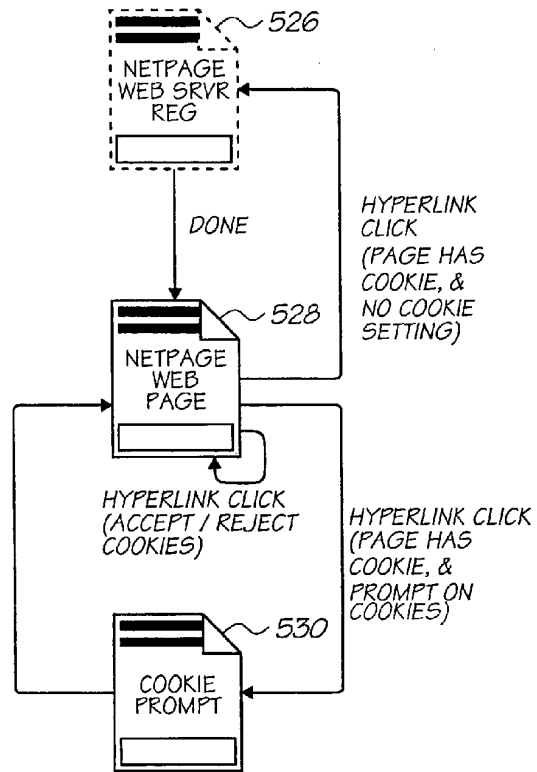 526
NETPAGE
WEB SRVR
REG
DONE
HYPERLINK
CLICK
(PAGE HAS
COOKIE, &
NO COOKIE
SETTING)
528
NETPAGE
WEB
PAGE
HYPERLINK CLICK
(ACCEPT / REJECT
COOKIES)
HYPERLINK CLICK
(PAGE HAS
COOKIE, &
PROMPT ON
COOKIES)
530
COOKIE
PROMPT